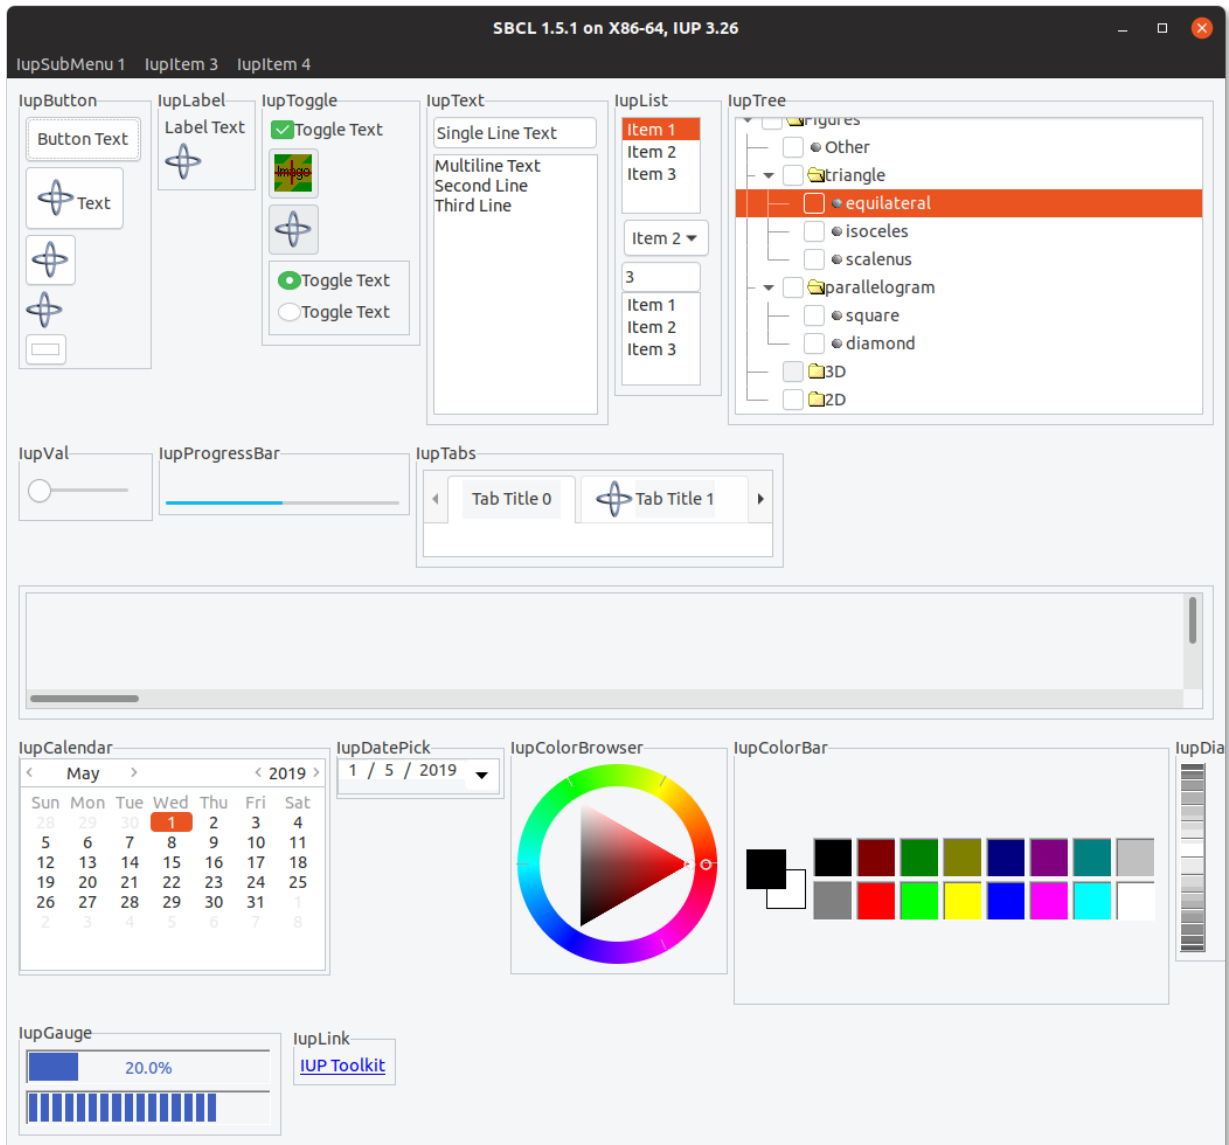 SBCL 1.5.1 on X86-64, IUP 3.26
IupSubMenu 1 IupItem 3 IupItem 4
IupButton
Button Text
Text
IupLabel
Label Text
IupToggle
Toggle Text
Image
Toggle Text
Toggle Text
IupText
Single Line Text
Multiline Text
Second Line
Third Line
IupList
Item 1
Item 2
Item 3
Item 2
3
Item 1
Item 2
Item 3
IupTree
Figures
Other
triangle
equilateral
isoceles
scalenus
parallelogram
square
diamond
3D
2D
IupVal
IupProgressBar
IupTabs
Tab Title 0
Tab Title 1
IupCalendar
May 2019
Sun Mon Tue Wed Thu Fri Sat
28 29 30 1 2 3 4
5 6 7 8 9 10 11
12 13 14 15 16 17 18
19 20 21 22 23 24 25
26 27 28 29 30 31 1
2 3 4 5 6 7 8
IupDatePick
1 / 5 / 2019
IupColorBrowser
IupColorBar
IupDia
IupGauge
20.0%
IupLink
IUP Toolkit